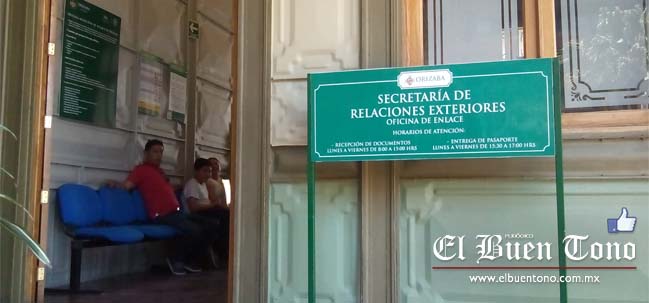 ORIZABA
SECRETARÍA DE
RELACIONES EXTERIORES
OFICINA DE ENLACE
HORARIOS DE ATENCIÓN:
- RECEPCIÓN DE DOCUMENTOS
LUNES A VIERNES DE 8:00 A 15:00 HRS
- ENTREGA DE PASAPORTE
LUNES A VIERNES DE 15:30 A 17:00 HRS
PERIÓDICO
El Buen Tono
www.elbuentono.com.mx